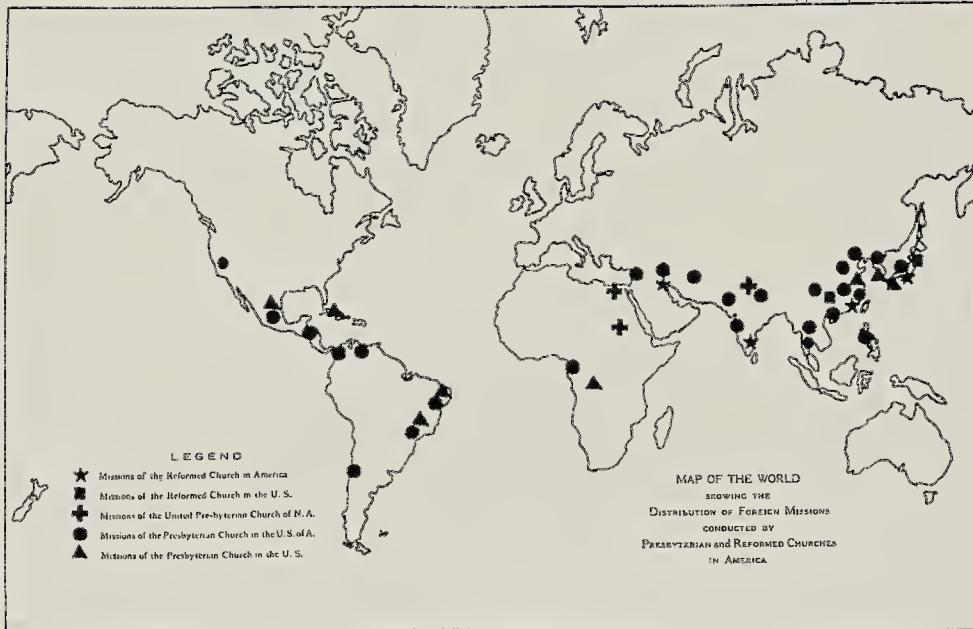 LEGEND
Missions of the Reformed Church in America
Missions of the Reformed Church in the U. S.
Missions of the United Presbyterian Church of N. A.
Missions of the Presbyterian Church in the U.S. of A.
Missions of the Presbyterian Church in the U. S.
MAP OF THE WORLD
SHOWING THE
DISTRIBUTION OF FOREIGN MISSIONS
CONDUCTED BY
PRESBYTERIAN and REFORMED CHURCHES
IN AMERICA